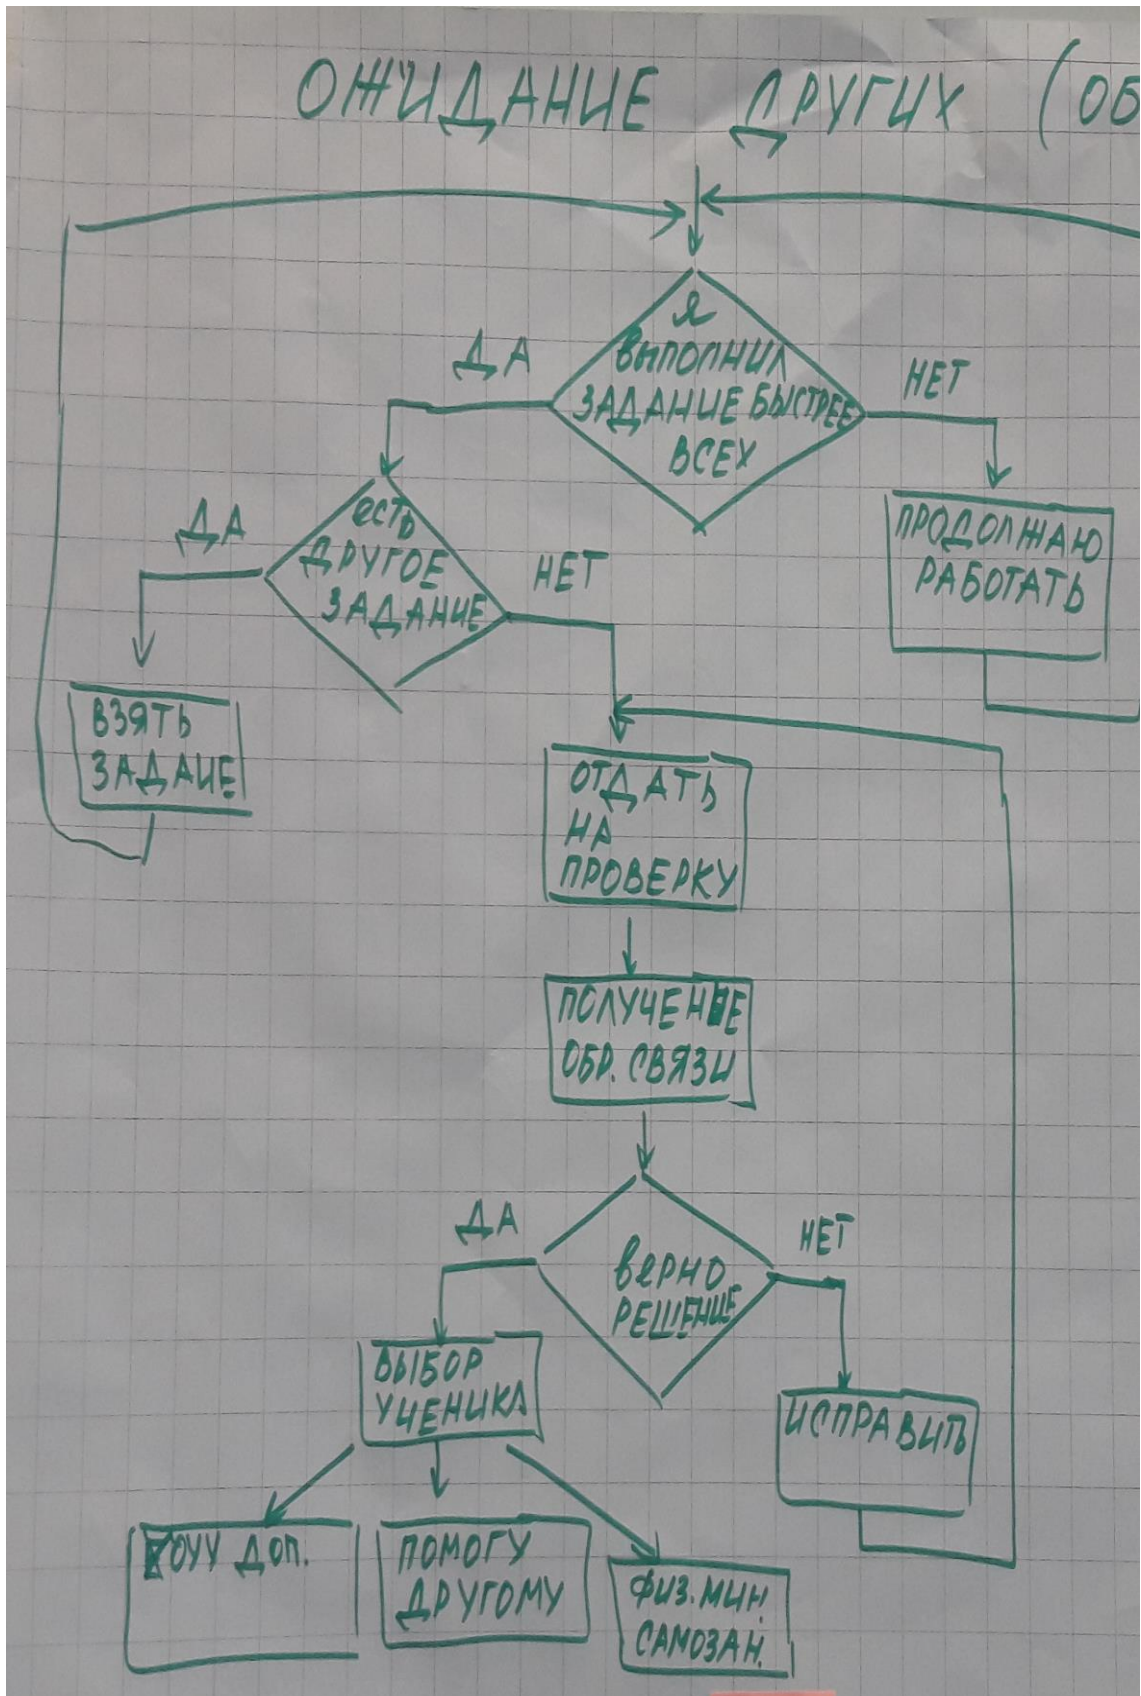 ОЖИДАНИЕ ДРУГИХ (ОБ
Я
ВЫПОЛНИЛ
ЗАДАНИЕ БЫСТРЕЕ
ВСЕХ
ДА
НЕТ
ПРОДОЛЖАЮ
РАБОТАТЬ
есть
ДРУГОЕ
ЗАДАНИЕ
ДА
НЕТ
ВЗЯТЬ
ЗАДАИЕ
ОТДАТЬ
НА
ПРОВЕРКУ
ПОЛУЧЕНИЕ
ОБР. СВЯЗИ
ВЕРНО
РЕШЕНИЕ
ДА
НЕТ
ВЫБОР
УЧЕНИКА
ИСПРАВИТЬ
ХОЧУ ДОП.
ПОМОГУ
ДРУГОМУ
ФИЗ.МИН.
САМОЗАН.